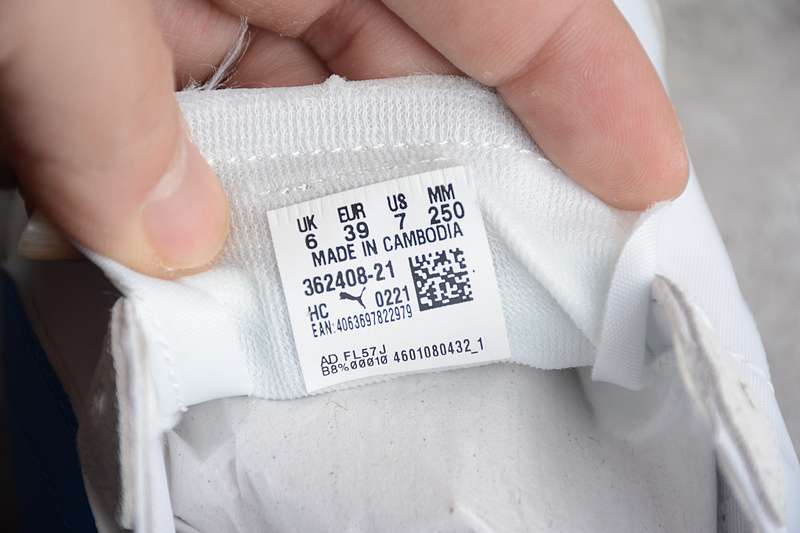 UK EUR US MM
6 39 7 250
MADE IN CAMBODIA
362408-21
HC 0221
EAN:4063697822979
AD FL57J
B8%00010 4601080432_1